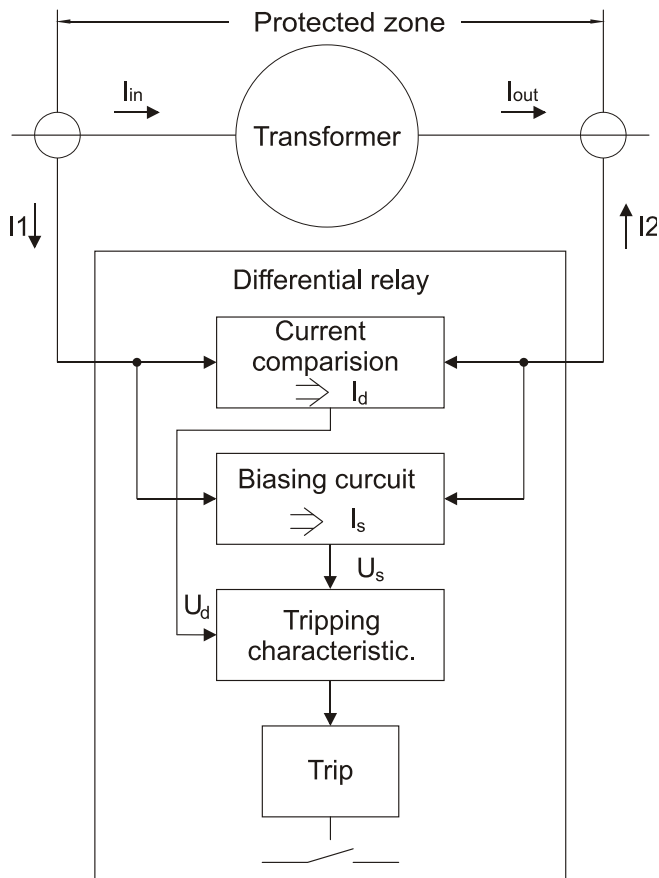 Protected zone
Iin
Iout
Transformer
I1
I2
Differential relay
Current
comparision
Id
Biasing curcuit
Is
Us
Ud
Tripping
characteristic.
Trip